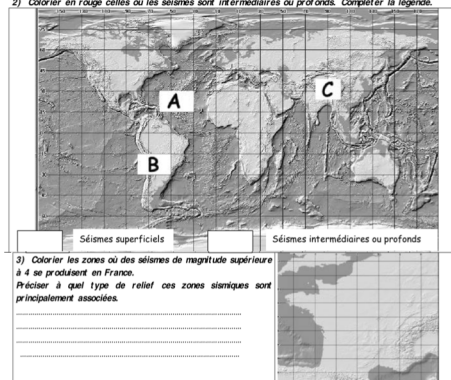 2) Colorier en rouge celles où les séismes sont intermédiaires ou profonds. Compléter la légende.
A
C
B
Séismes superficiels
Séismes intermédiaires ou profonds
3) Colorier les zones où des séismes de magnitude supérieure
à 4 se produisent en France.
Préciser à quel type de relief ces zones sismiques sont
principalement associées.